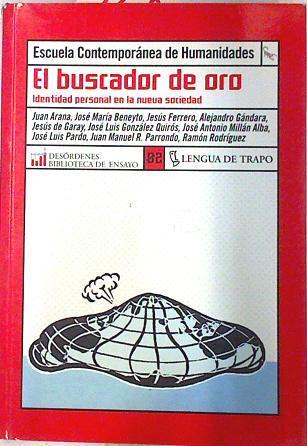 Escuela Contemporánea de Humanidades
El buscador de oro
Identidad personal en la nueva sociedad
Juan Arana, José María Beneyto, Jesús Ferrero, Alejandro Gándara,
Jesús de Garay, José Luis González Quirós, José Antonio Millán Alba,
José Luis Pardo, Juan Manuel R. Parrondo, Ramón Rodríguez
DESÓRDENES
BIBLIOTECA DE ENSAYO
82
LENGUA DE TRAPO